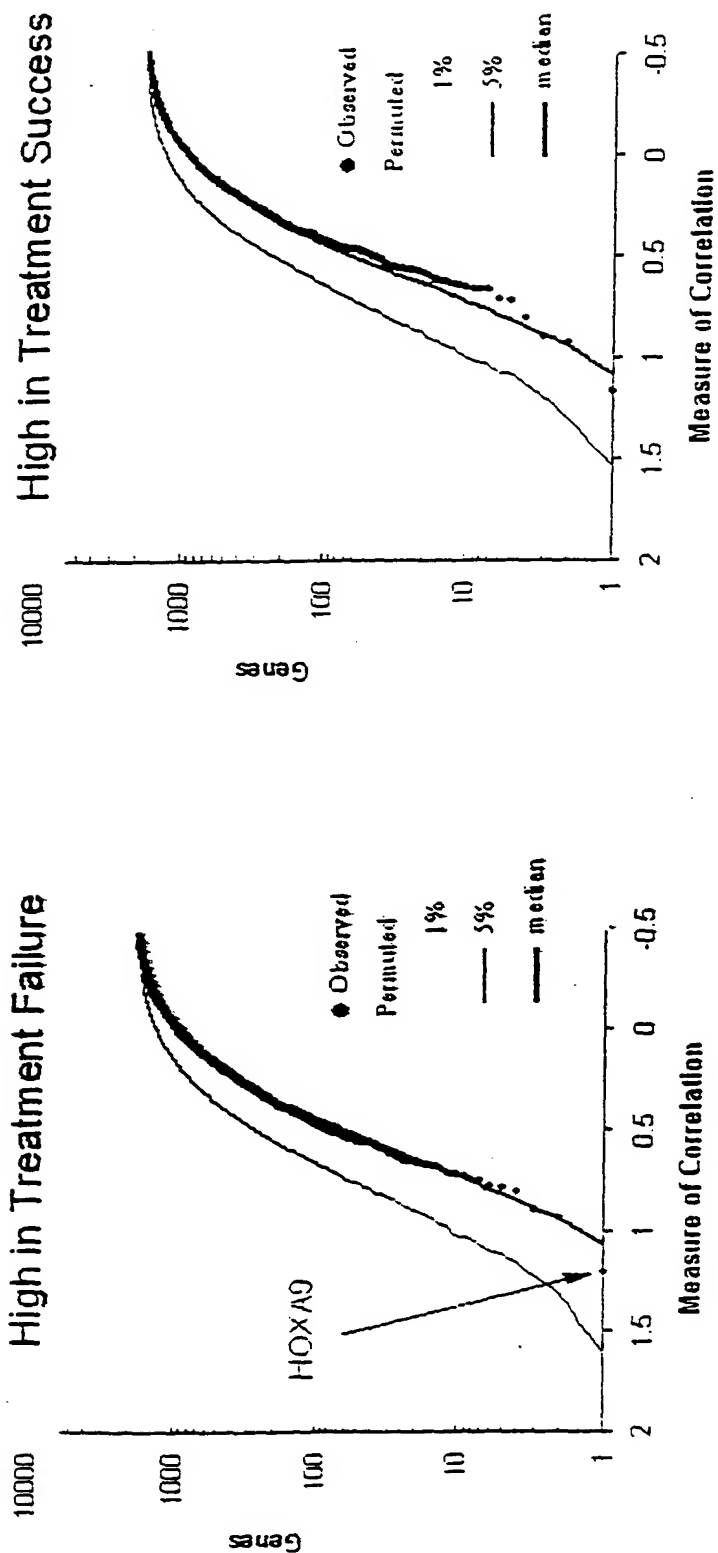 High in Treatment Failure
10000
1000
100
10
1
Genes
HOXA9
Observed
Permuted
1%
5%
median
2
1.5
1
0.5
0
-0.5
Measure of Correlation
High in Treatment Success
10000
1000
100
10
1
Genes
Observed
Permuted
1%
5%
median
2
1.5
1
0.5
0
-0.5
Measure of Correlation